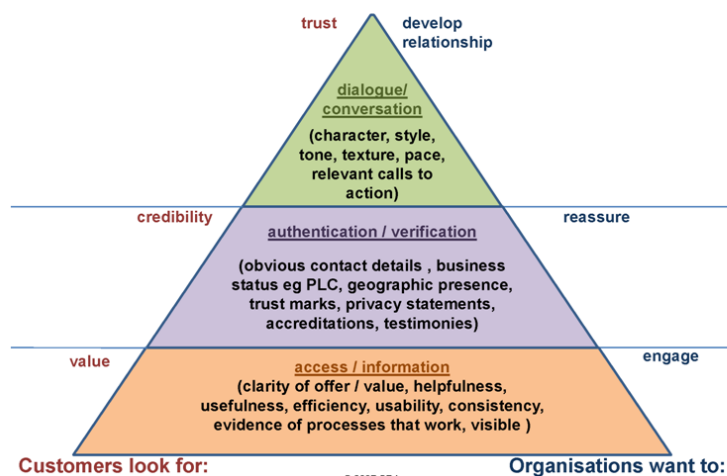 trust
develop
relationship
dialogue/
conversation
(character, style,
tone, texture, pace,
relevant calls to
action)
credibility
reassure
authentication / verification
(obvious contact details , business
status eg PLC, geographic presence,
trust marks, privacy statements,
accreditations, testimonies)
value
engage
access / information
(clarity of offer / value, helpfulness,
usefulness, efficiency, usability, consistency,
evidence of processes that work, visible )
Customers look for:
Organisations want to: